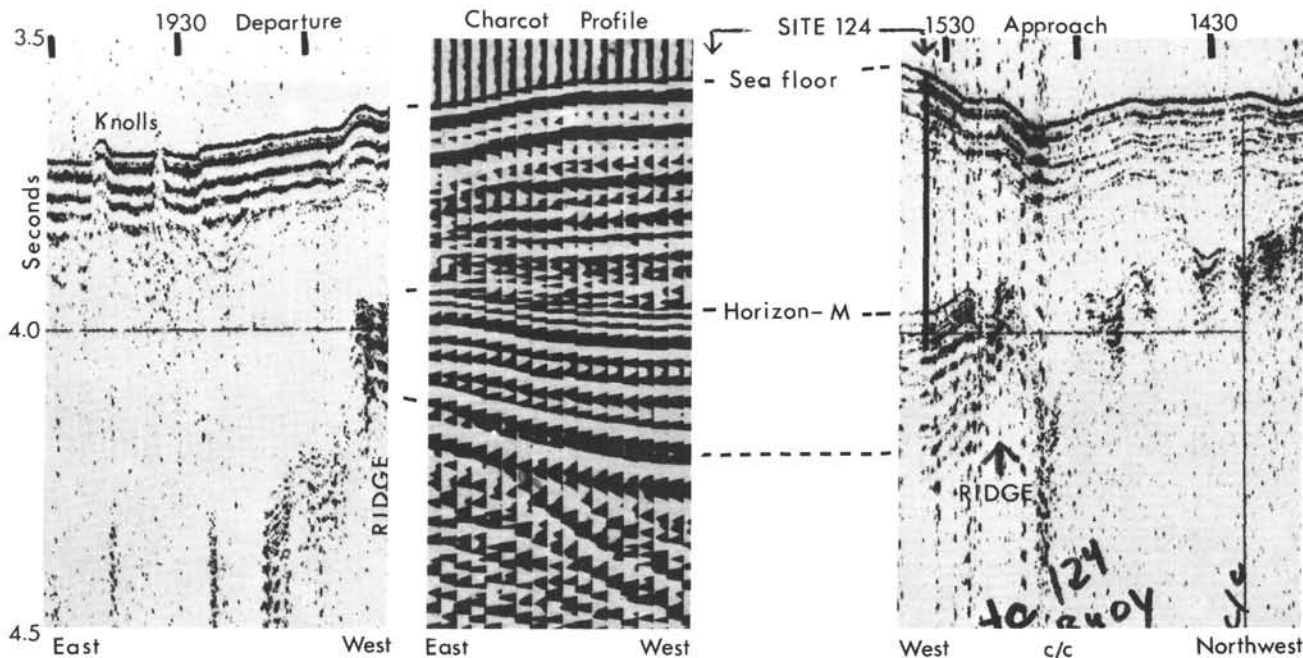 1930 Departure Charcot Profile SITE 124 1530 Approach 1430
3.5
Sea floor
Knolls
Seconds
Horizon-M
4.0
RIDGE
RIDGE
124
4.5
East West East West West c/c Northwest